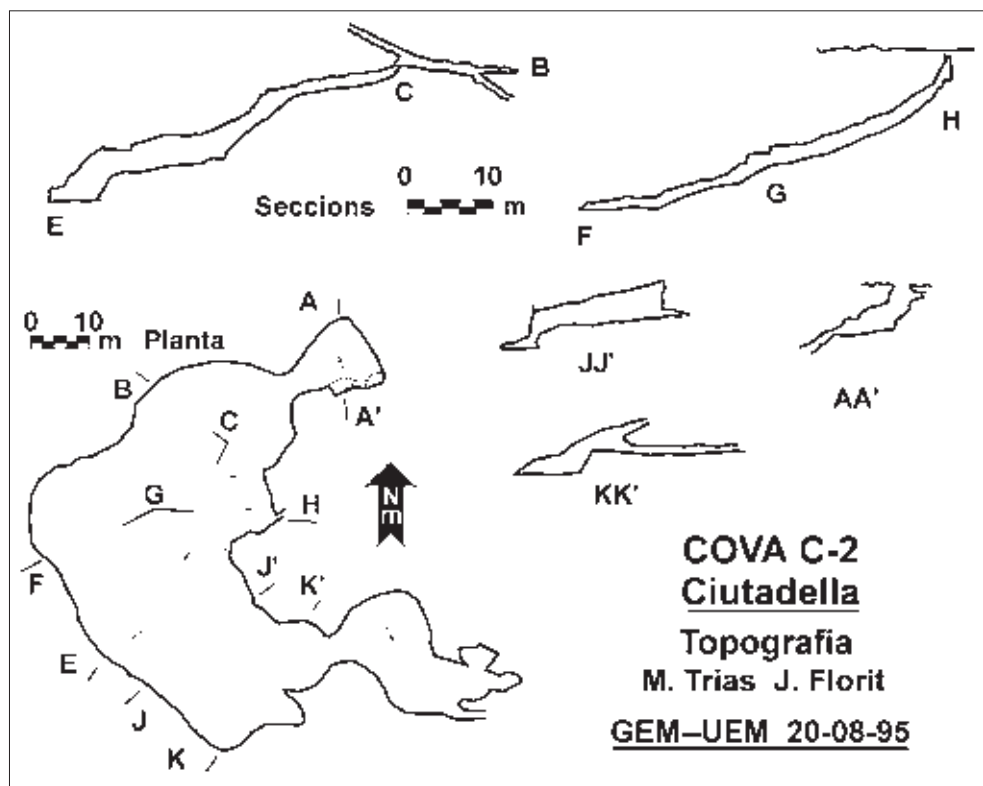 B
C
H
0 10
Seccions m
G
E
F
A
0 10
m Planta
JJ'
B
AA'
A'
C
KK'
G
N
m
H
COVA C-2
F
J'
K'
Ciutadella
Topografia
E
M. Trias J. Florit
J
GEM–UEM 20-08-95
K